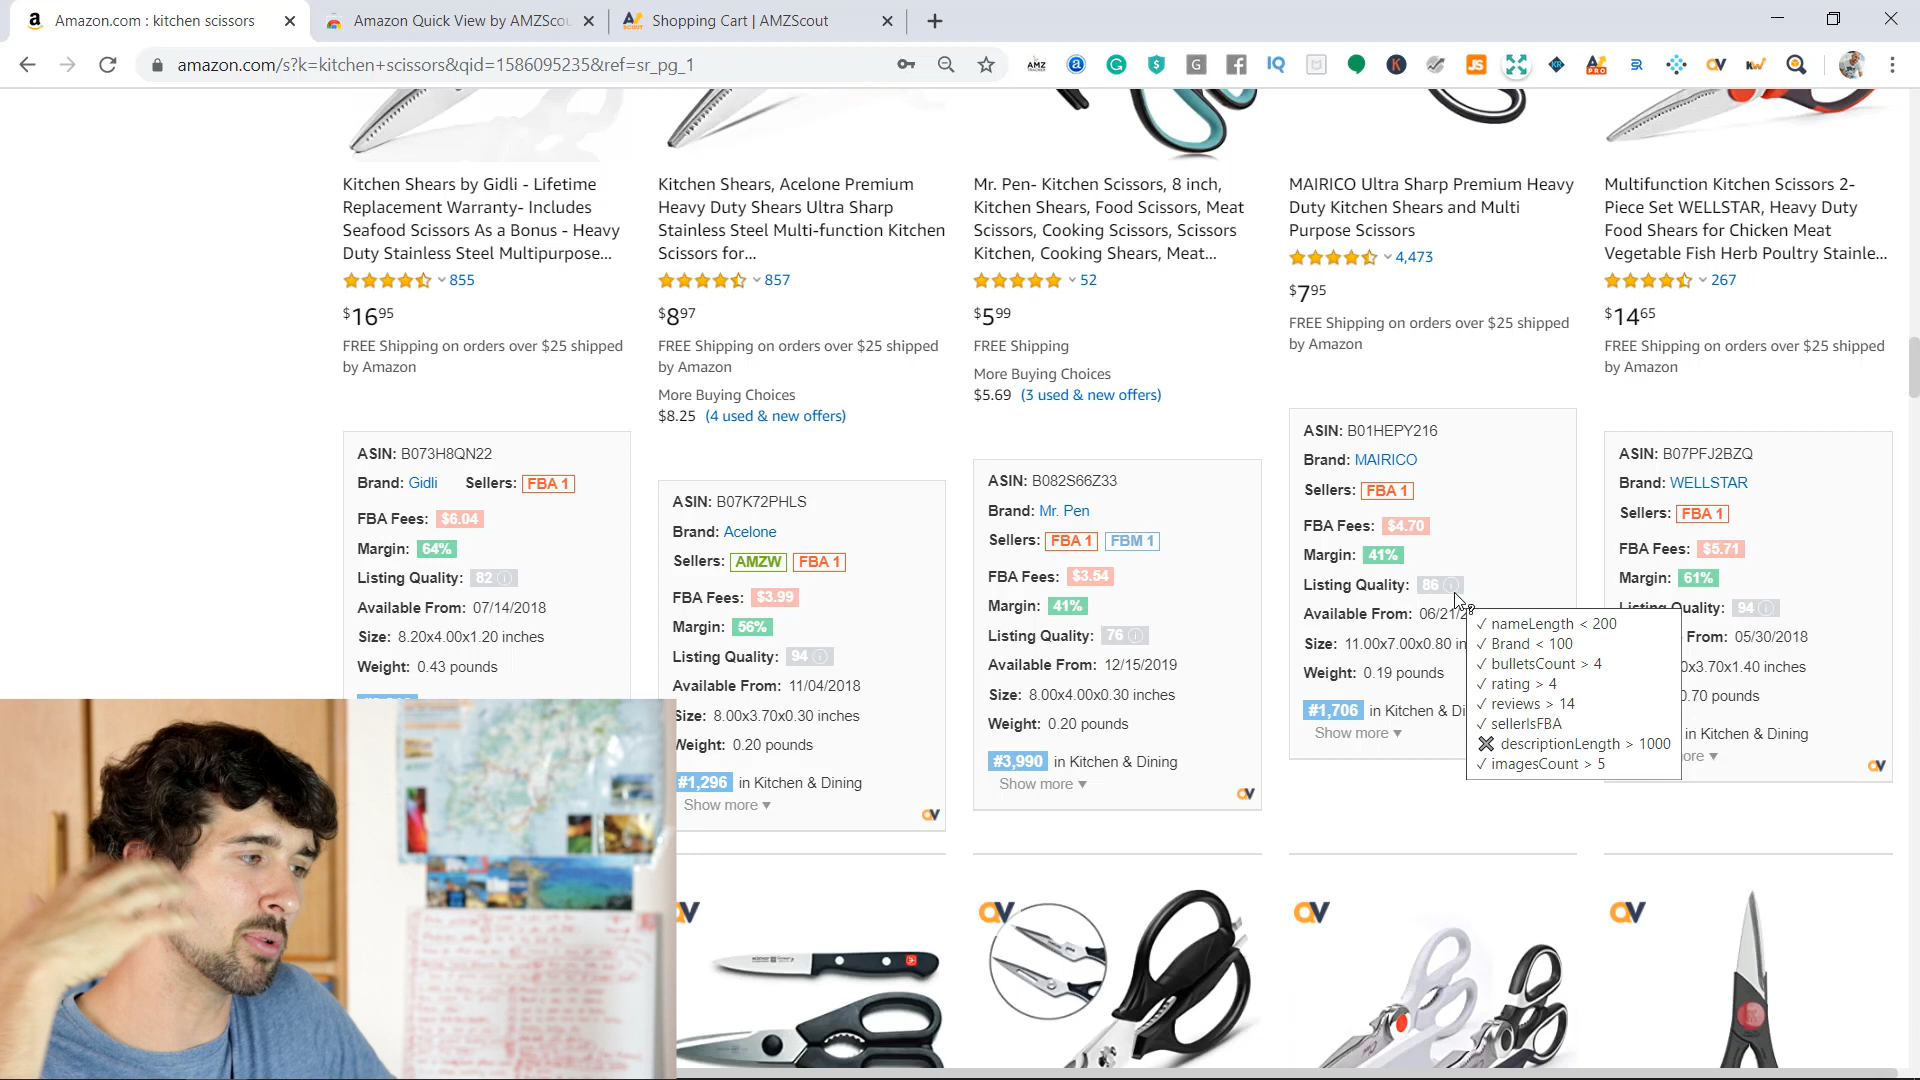 Amazon.com : kitchen scissors
Amazon Quick View by AMZSco
Shopping Cart | AMZScout
amazon.com/s?k=kitchen+scissors&qid=1586095235&ref=sr_pg_1
Kitchen Shears by Gidli - Lifetime
Replacement Warranty- Includes
Seafood Scissors As a Bonus - Heavy
Duty Stainless Steel Multipurpose...
855
$16.95
FREE Shipping on orders over $25 shipped
by Amazon
ASIN: B073H8QN22
Brand: Gidli Sellers: FBA 1
FBA Fees: $6.04
Margin: 64%
Listing Quality: 82
Available From: 07/14/2018
Size: 8.20x4.00x1.20 inches
Weight: 0.43 pounds
Kitchen Shears, Acelone Premium
Heavy Duty Shears Ultra Sharp
Stainless Steel Multi-function Kitchen
Scissors for...
857
$8.97
FREE Shipping on orders over $25 shipped
by Amazon
More Buying Choices
$8.25 (4 used & new offers)
ASIN: B07K72PHLS
Brand: Acelone
Sellers: AMZW FBA 1
FBA Fees: $3.99
Margin: 56%
Listing Quality: 94
Available From: 11/04/2018
Size: 8.00x3.70x0.30 inches
Weight: 0.20 pounds
#1,296 in Kitchen & Dining
Show more
Mr. Pen- Kitchen Scissors, 8 inch,
Kitchen Shears, Food Scissors, Meat
Scissors, Cooking Scissors, Scissors
Kitchen, Cooking Shears, Meat...
52
$5.99
FREE Shipping
More Buying Choices
$5.69 (3 used & new offers)
ASIN: B082S66Z33
Brand: Mr. Pen
Sellers: FBA 1 FBM 1
FBA Fees: $3.54
Margin: 41%
Listing Quality: 76
Available From: 12/15/2019
Size: 8.00x4.00x0.30 inches
Weight: 0.20 pounds
#3,990 in Kitchen & Dining
Show more
MAIRICO Ultra Sharp Premium Heavy
Duty Kitchen Shears and Multi
Purpose Scissors
4,473
$7.95
FREE Shipping on orders over $25 shipped
by Amazon
ASIN: B01HEPY216
Brand: MAIRICO
Sellers: FBA 1
FBA Fees: $4.70
Margin: 41%
Listing Quality: 86
Available From: 06/21/2
Size: 11.00x7.00x0.80 in
Weight: 0.19 pounds
#1,706 in Kitchen & Di
Show more
✓ nameLength < 200
✓ Brand < 100
✓ bulletsCount > 4
✓ rating > 4
✓ reviews > 14
✓ sellerIsFBA
✖ descriptionLength > 1000
✓ imagesCount > 5
Multifunction Kitchen Scissors 2-
Piece Set WELLSTAR, Heavy Duty
Food Shears for Chicken Meat
Vegetable Fish Herb Poultry Stainle...
267
$14.65
FREE Shipping on orders over $25 shipped
by Amazon
ASIN: B07PFJ2BZQ
Brand: WELLSTAR
Sellers: FBA 1
FBA Fees: $5.71
Margin: 61%
Listing Quality: 94
From: 05/30/2018
0x3.70x1.40 inches
0.70 pounds
in Kitchen & Dining
ore